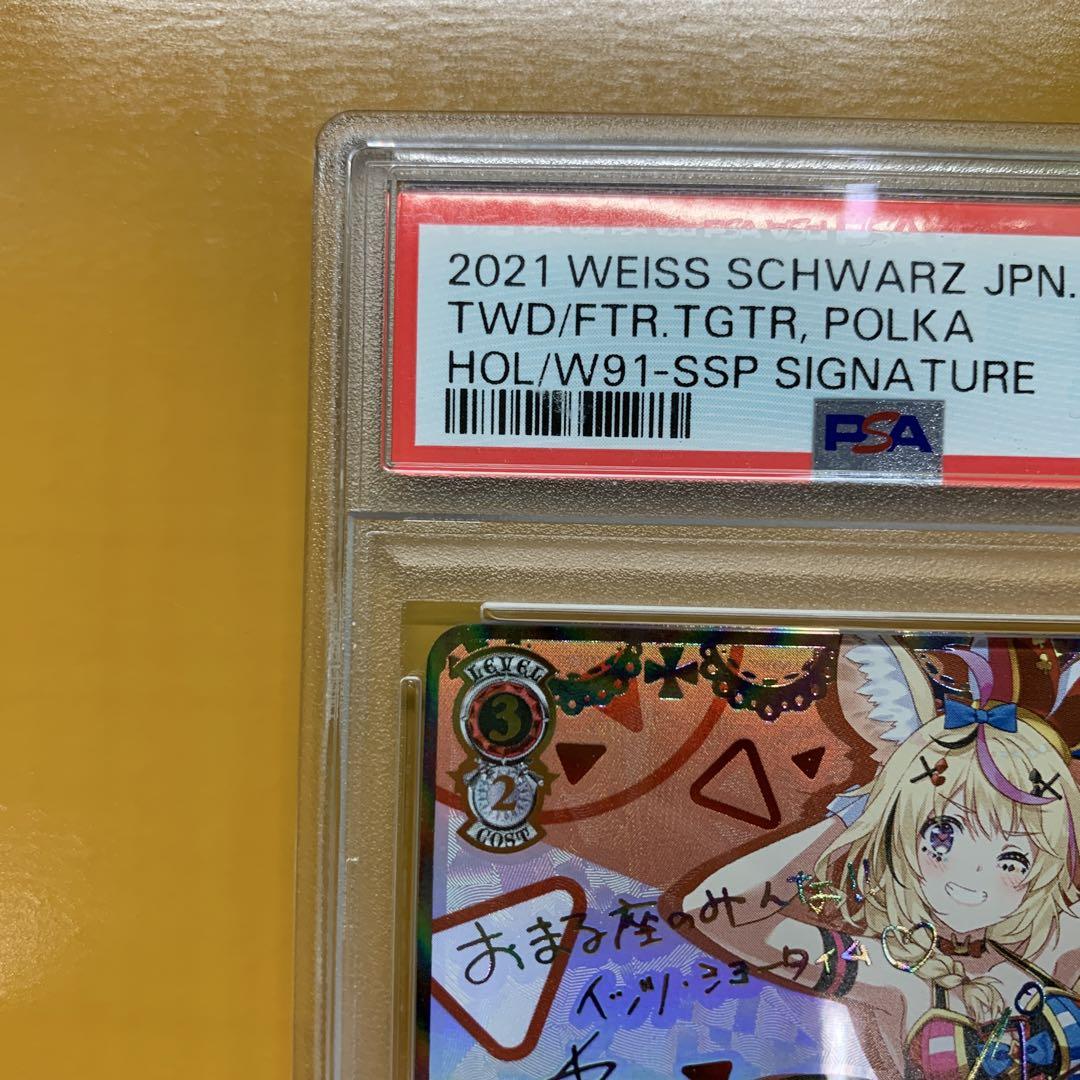 2021 WEISS SCHWARZ JPN.
TWD/FTR.TGTR, POLKA
HOL/W91-SSP SIGNATURE
PSA
LEVEL
3
2
COST
おまる座のみんな
イッツ・ショータイム